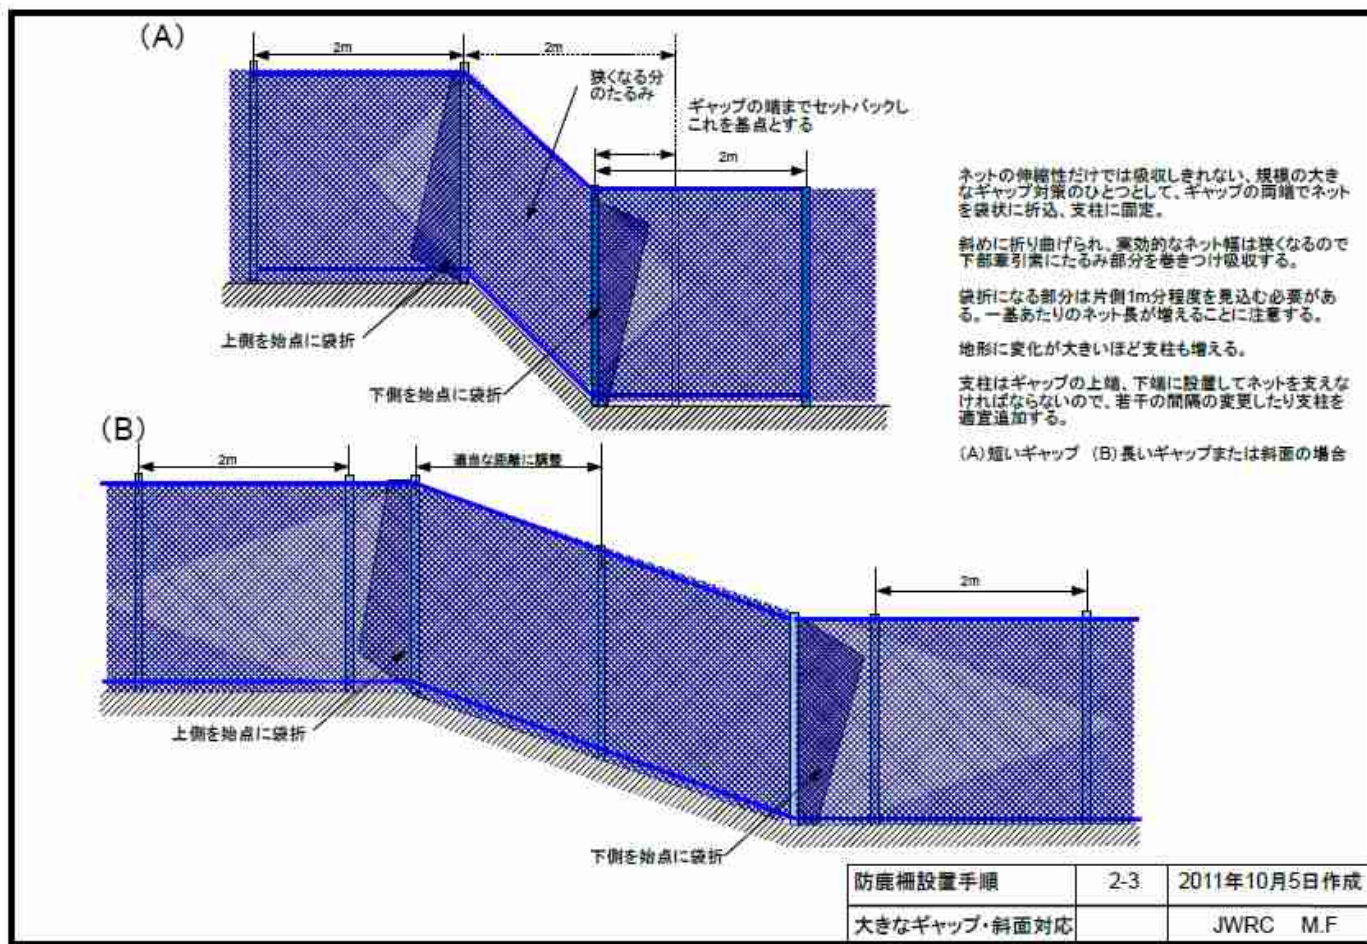 (A)
2m
2m
狭くなる分
のたるみ
ギャップの端までセットバックし
これを基点とする
2m
上側を始点に袋折
下側を始点に袋折
ネットの伸縮性だけでは吸収しきれない、規模の大き
なギャップ対策のひとつとして、ギャップの両端でネット
を袋状に折込、支柱に固定。
斜めに折り曲げられ、実効的なネット幅は狭くなるので
下部牽引索にたるみ部分を巻きつけ吸収する。
袋折になる部分は片側1m分程度を見込む必要があ
る。一基あたりのネット長が増えることに注意する。
地形に変化が大きいほど支柱も増える。
支柱はギャップの上端、下端に設置してネットを支えな
ければならないので、若干の間隔の変更したり支柱を
適宜追加する。
(A)短いギャップ (B)長いギャップまたは斜面の場合
(B)
2m
適当な距離に調整
2m
上側を始点に袋折
下側を始点に袋折
防鹿柵設置手順 2-3 2011年10月5日作成
大きなギャップ・斜面対応 JWRC M.F